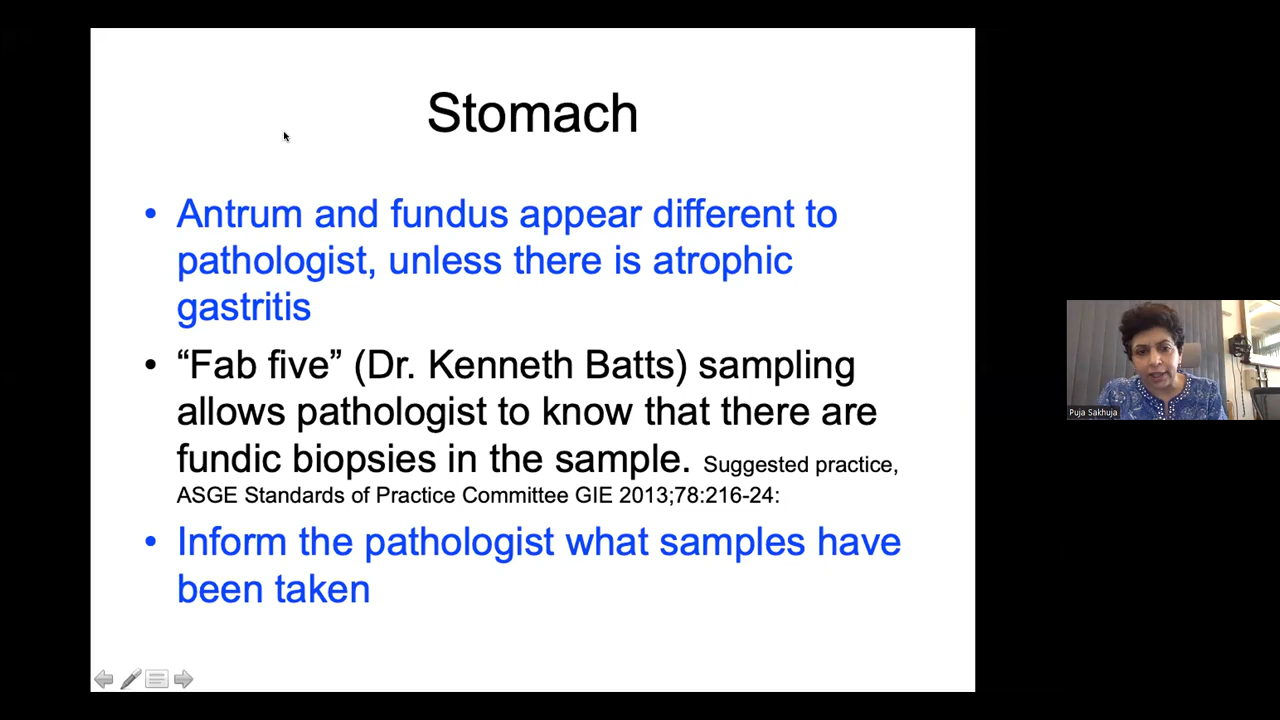 Stomach
• Antrum and fundus appear different to
pathologist, unless there is atrophic
gastritis
• “Fab five” (Dr. Kenneth Batts) sampling
allows pathologist to know that there are
fundic biopsies in the sample. Suggested practice,
ASGE Standards of Practice Committee GIE 2013;78:216-24:
• Inform the pathologist what samples have
been taken
Puja Sakhuja